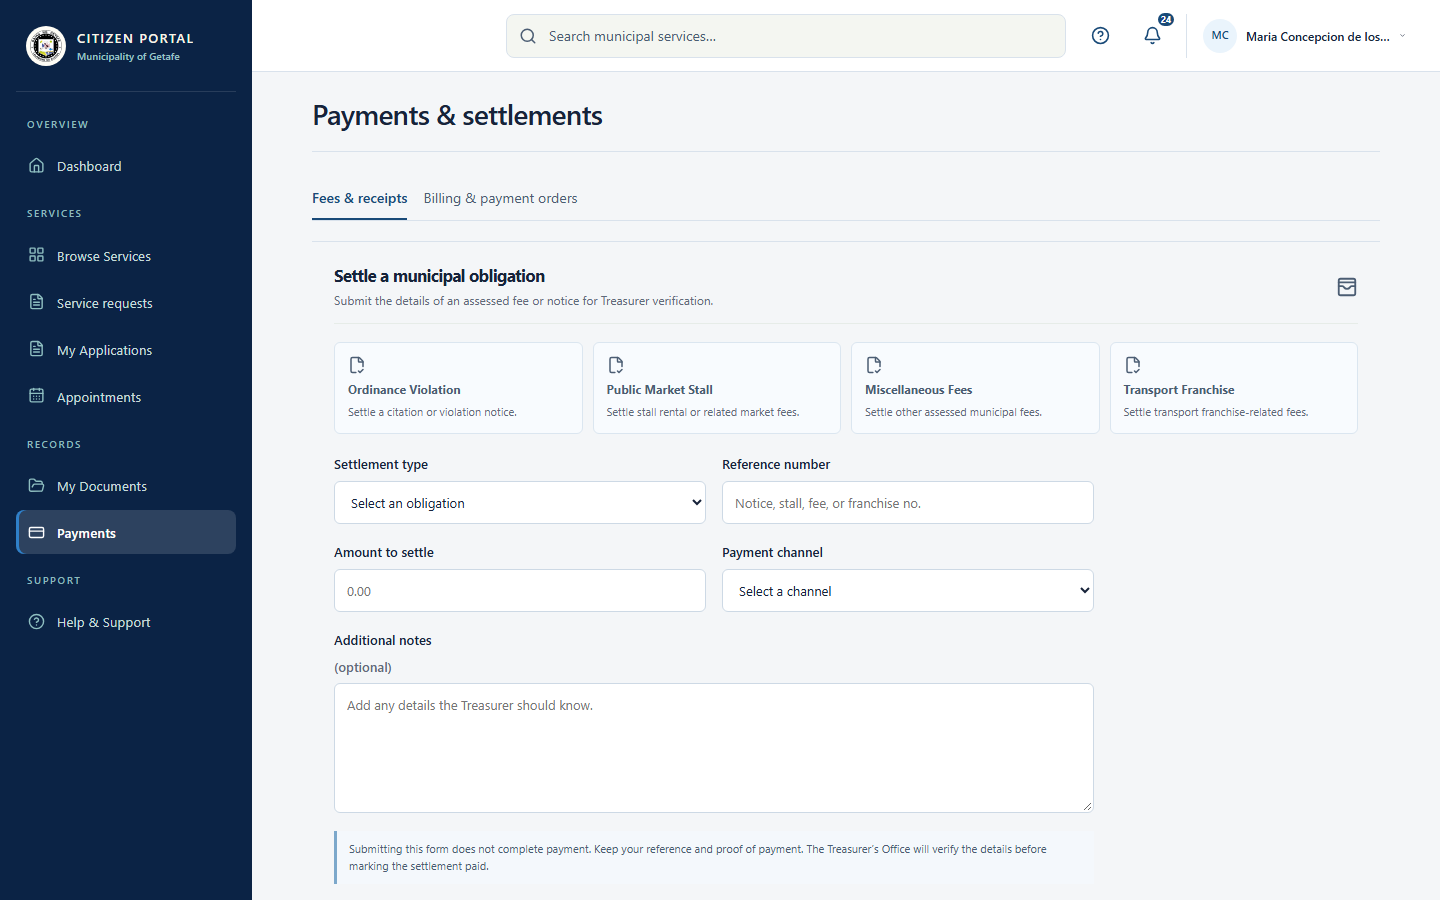 CITIZEN PORTAL
Municipality of Getafe
Search municipal services...
24
MC
Maria Concepcion de los...
OVERVIEW
Dashboard
SERVICES
Browse Services
Service requests
My Applications
Appointments
RECORDS
My Documents
Payments
SUPPORT
Help & Support
Payments & settlements
Fees & receipts
Billing & payment orders
Settle a municipal obligation
Submit the details of an assessed fee or notice for Treasurer verification.
Ordinance Violation
Settle a citation or violation notice.
Public Market Stall
Settle stall rental or related market fees.
Miscellaneous Fees
Settle other assessed municipal fees.
Transport Franchise
Settle transport franchise-related fees.
Settlement type
Select an obligation
Reference number
Notice, stall, fee, or franchise no.
Amount to settle
0.00
Payment channel
Select a channel
Additional notes
(optional)
Add any details the Treasurer should know.
Submitting this form does not complete payment. Keep your reference and proof of payment. The Treasurer's Office will verify the details before
marking the settlement paid.